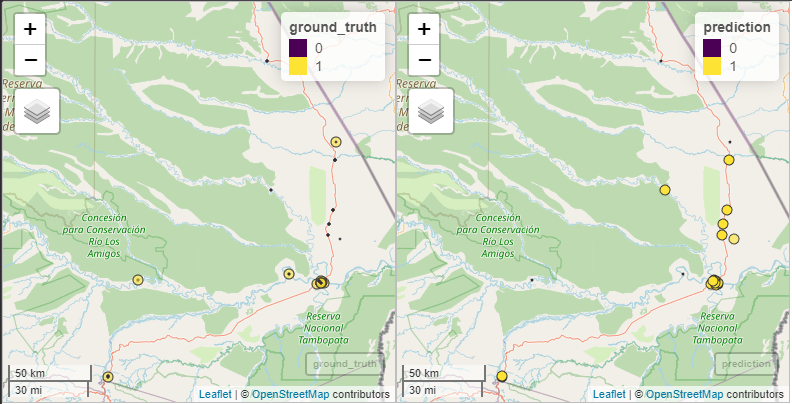 +
−
ground_truth
0
1
Reserva
Concesión
para Conservación
Río Los
Amigos
Reserva
Nacional
Tambopata
ground_truth
50 km
30 mi
Leaflet | © OpenStreetMap contributors
+
−
prediction
0
1
Reserva
Concesión
para Conservación
Río Los
Amigos
Reserva
Nacional
Tambopata
prediction
50 km
30 mi
Leaflet | © OpenStreetMap contributors